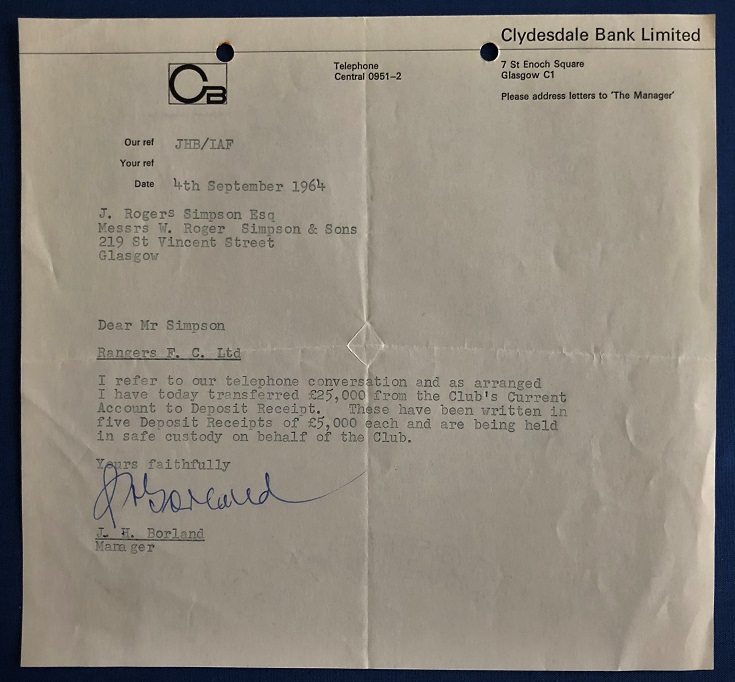 Clydesdale Bank Limited
CB
Telephone
Central 0951-2
7 St Enoch Square
Glasgow C1
Please address letters to 'The Manager'
Our ref JHB/IAF
Your ref
Date 4th September 1964
J. Rogers Simpson Esq
Messrs W. Roger Simpson & Sons
219 St Vincent Street
Glasgow
Dear Mr Simpson
Rangers F. C. Ltd
I refer to our telephone conversation and as arranged
I have today transferred £25,000 from the Club's Current
Account to Deposit Receipt. These have been written in
five Deposit Receipts of £5,000 each and are being held
in safe custody on behalf of the Club.
Yours faithfully
J H Borland
J. H. Borland
Manager